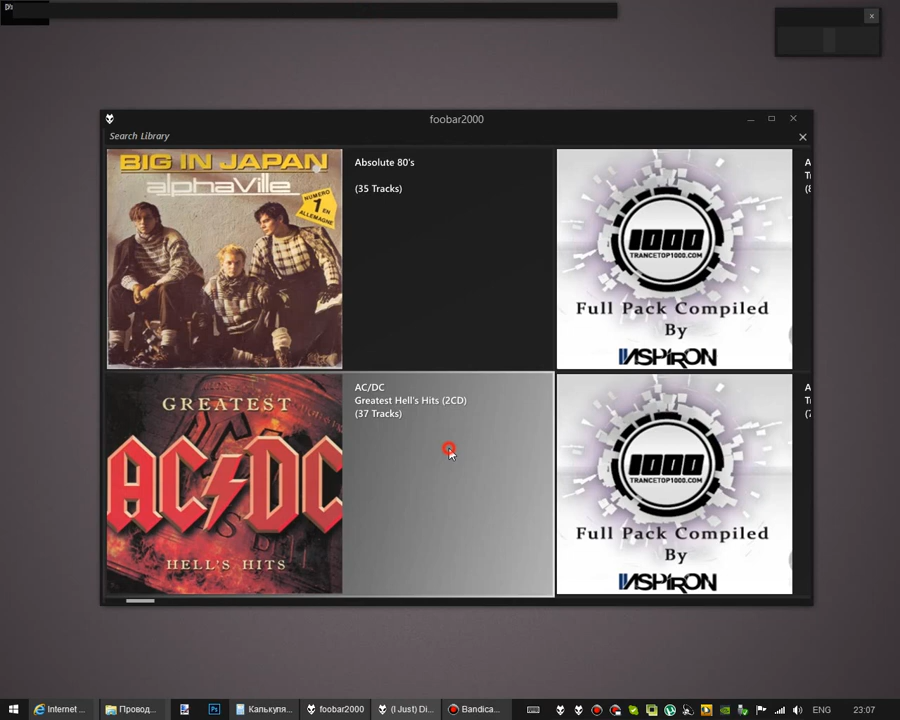 foobar2000
Search Library
BIG IN JAPAN
alphaVille
NUMERO
1 EN
ALLEMAGNE
Absolute 80's
(35 Tracks)
1000
TRANCETOP1000.COM
Full Pack Compiled
By
INSPIRON
GREATEST
AC/DC
HELL'S HITS
AC/DC
Greatest Hell's Hits (2CD)
(37 Tracks)
1000
TRANCETOP1000.COM
Full Pack Compiled
By
INSPIRON
Internet ...
Провод...
Ps
Калькуля...
foobar2000
(I Just) Di...
Bandica...
ENG
23:07